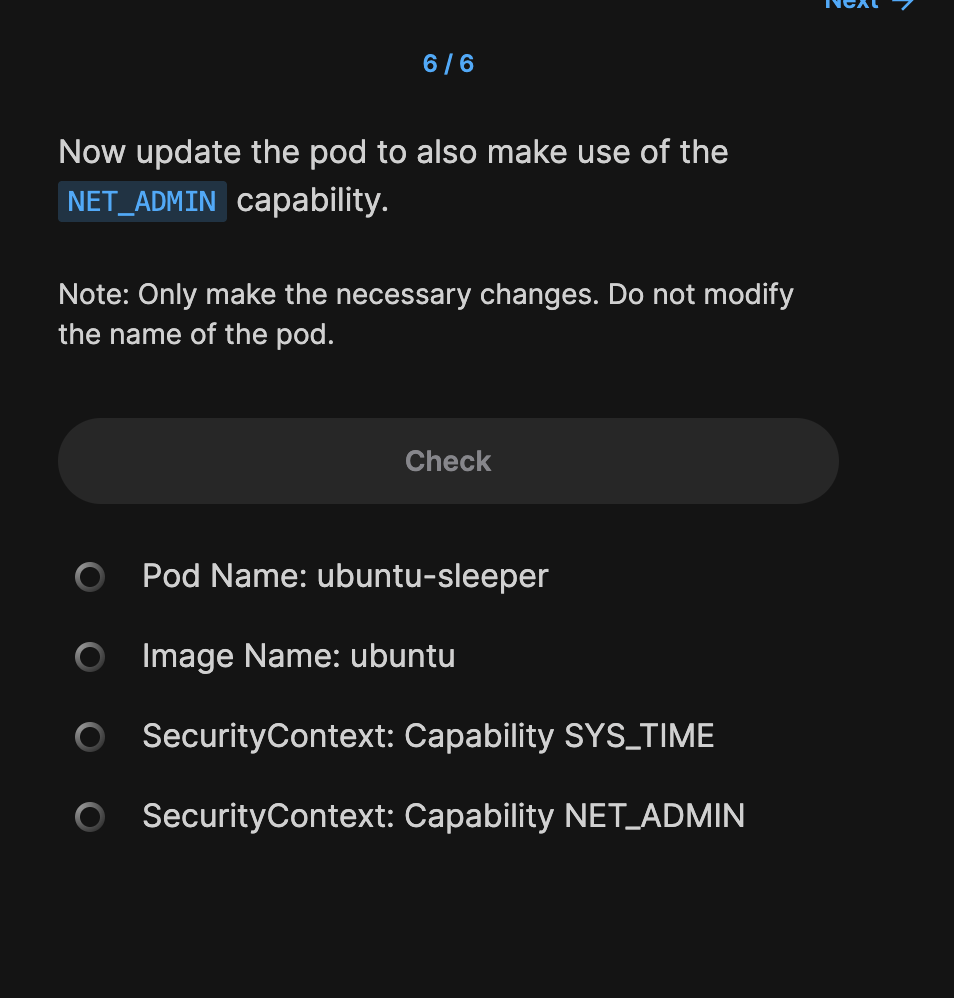 Next →
6 / 6
Now update the pod to also make use of the
NET_ADMIN capability.
Note: Only make the necessary changes. Do not modify
the name of the pod.
Check
Pod Name: ubuntu-sleeper
Image Name: ubuntu
SecurityContext: Capability SYS_TIME
SecurityContext: Capability NET_ADMIN